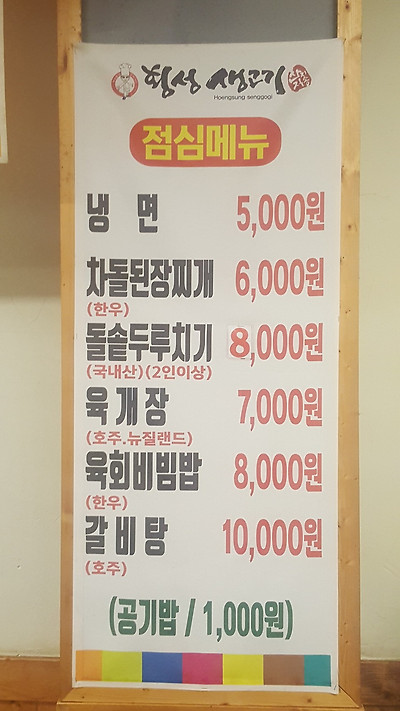 횡성 생고기
Hoengsung senggogi
점심메뉴
냉 면 5,000원
차돌된장찌개 6,000원
(한우)
돌솥두루치기 8,000원
(국내산)(2인이상)
육개장 7,000원
(호주.뉴질랜드)
육회비빔밥 8,000원
(한우)
갈비탕 10,000원
(호주)
(공기밥 / 1,000원)